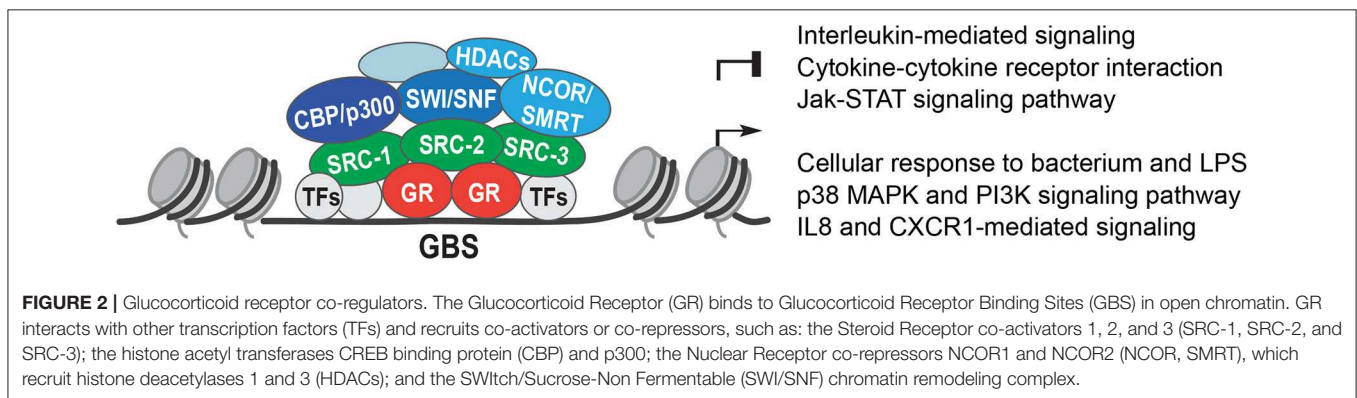 HDACs
CBP/p300
SWI/SNF
NCOR/
SMRT
SRC-1
SRC-2
SRC-3
TFs
GR
GR
TFs
GBS
Interleukin-mediated signaling
Cytokine-cytokine receptor interaction
Jak-STAT signaling pathway
Cellular response to bacterium and LPS
p38 MAPK and PI3K signaling pathway
IL8 and CXCR1-mediated signaling
FIGURE 2 | Glucocorticoid receptor co-regulators. The Glucocorticoid Receptor (GR) binds to Glucocorticoid Receptor Binding Sites (GBS) in open chromatin. GR
interacts with other transcription factors (TFs) and recruits co-activators or co-repressors, such as: the Steroid Receptor co-activators 1, 2, and 3 (SRC-1, SRC-2, and
SRC-3); the histone acetyl transferases CREB binding protein (CBP) and p300; the Nuclear Receptor co-repressors NCOR1 and NCOR2 (NCOR, SMRT), which
recruit histone deacetylases 1 and 3 (HDACs); and the SWItch/Sucrose-Non Fermentable (SWI/SNF) chromatin remodeling complex.